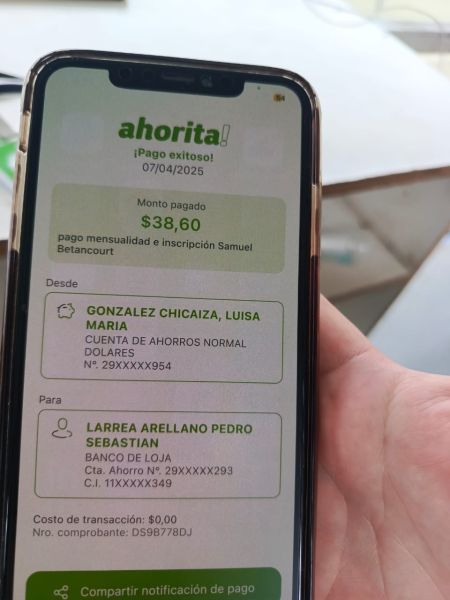 54
ahorita!
¡Pago exitoso!
07/04/2025
Monto pagado
$38,60
pago mensualidad e inscripción Samuel
Betancourt
Desde
GONZALEZ CHICAIZA, LUISA
MARIA
CUENTA DE AHORROS NORMAL
DOLARES
Nº. 29XXXXX954
Para
LARREA ARELLANO PEDRO
SEBASTIAN
BANCO DE LOJA
Cta. Ahorro Nº. 29XXXXX293
C.I. 11XXXXX349
Costo de transacción: $0,00
Nro. comprobante: DS9B778DJ
Compartir notificación de pago